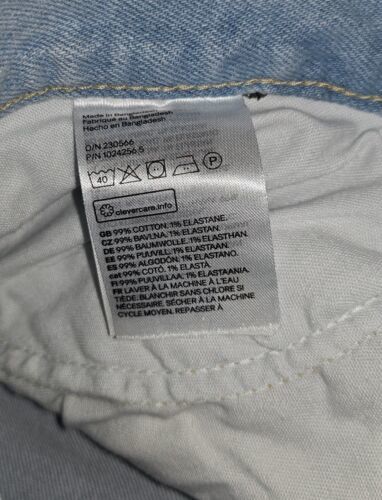 Made in Bangladesh
Fabriqué au Bangladesh
Hecho en Bangladesh
O/N 230566
P/N 1024256.5
40 P
clevercare.info
GB 99% COTTON. 1% ELASTANE.
CZ 99% BAVLNA. 1% ELASTAN.
DE 99% BAUMWOLLE. 1% ELASTHAN.
EE 99% PUUVILL. 1% ELASTAAN.
ES 99% ALGODÓN. 1% ELASTANO.
cat 99% COTÓ. 1% ELASTÀ.
FI 99% PUUVILLAA. 1% ELASTAANIA.
FR LAVER À LA MACHINE À L'EAU
TIÈDE. BLANCHIR SANS CHLORE SI
NÉCESSAIRE. SÉCHER À LA MACHINE
CYCLE MOYEN. REPASSER À